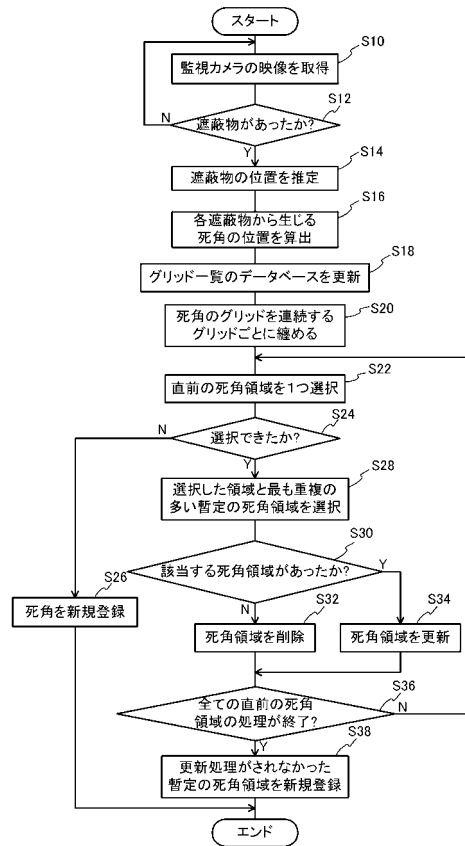 スタート
S10
監視カメラの映像を取得
S12
遮蔽物があったか?
N
Y
S14
遮蔽物の位置を推定
S16
各遮蔽物から生じる
死角の位置を算出
S18
グリッド一覧のデータベースを更新
S20
死角のグリッドを連続する
グリッドごとに纏める
S22
直前の死角領域を1つ選択
S24
選択できたか?
N
Y
S28
選択した領域と最も重複の
多い暫定の死角領域を選択
S30
該当する死角領域があったか?
Y
N
S26
死角を新規登録
S32
死角領域を削除
S34
死角領域を更新
S36
全ての直前の死角
領域の処理が終了?
N
Y
S38
更新処理がされなかった
暫定の死角領域を新規登録
エンド